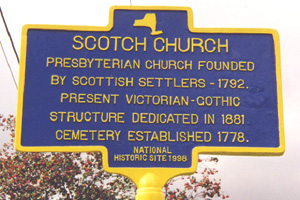 SCOTCH CHURCH
PRESBYTERIAN CHURCH FOUNDED
BY SCOTTISH SETTLERS - 1792.
PRESENT VICTORIAN-GOTHIC
STRUCTURE DEDICATED IN 1881.
CEMETERY ESTABLISHED 1778.
NATIONAL
HISTORIC SITE 1998